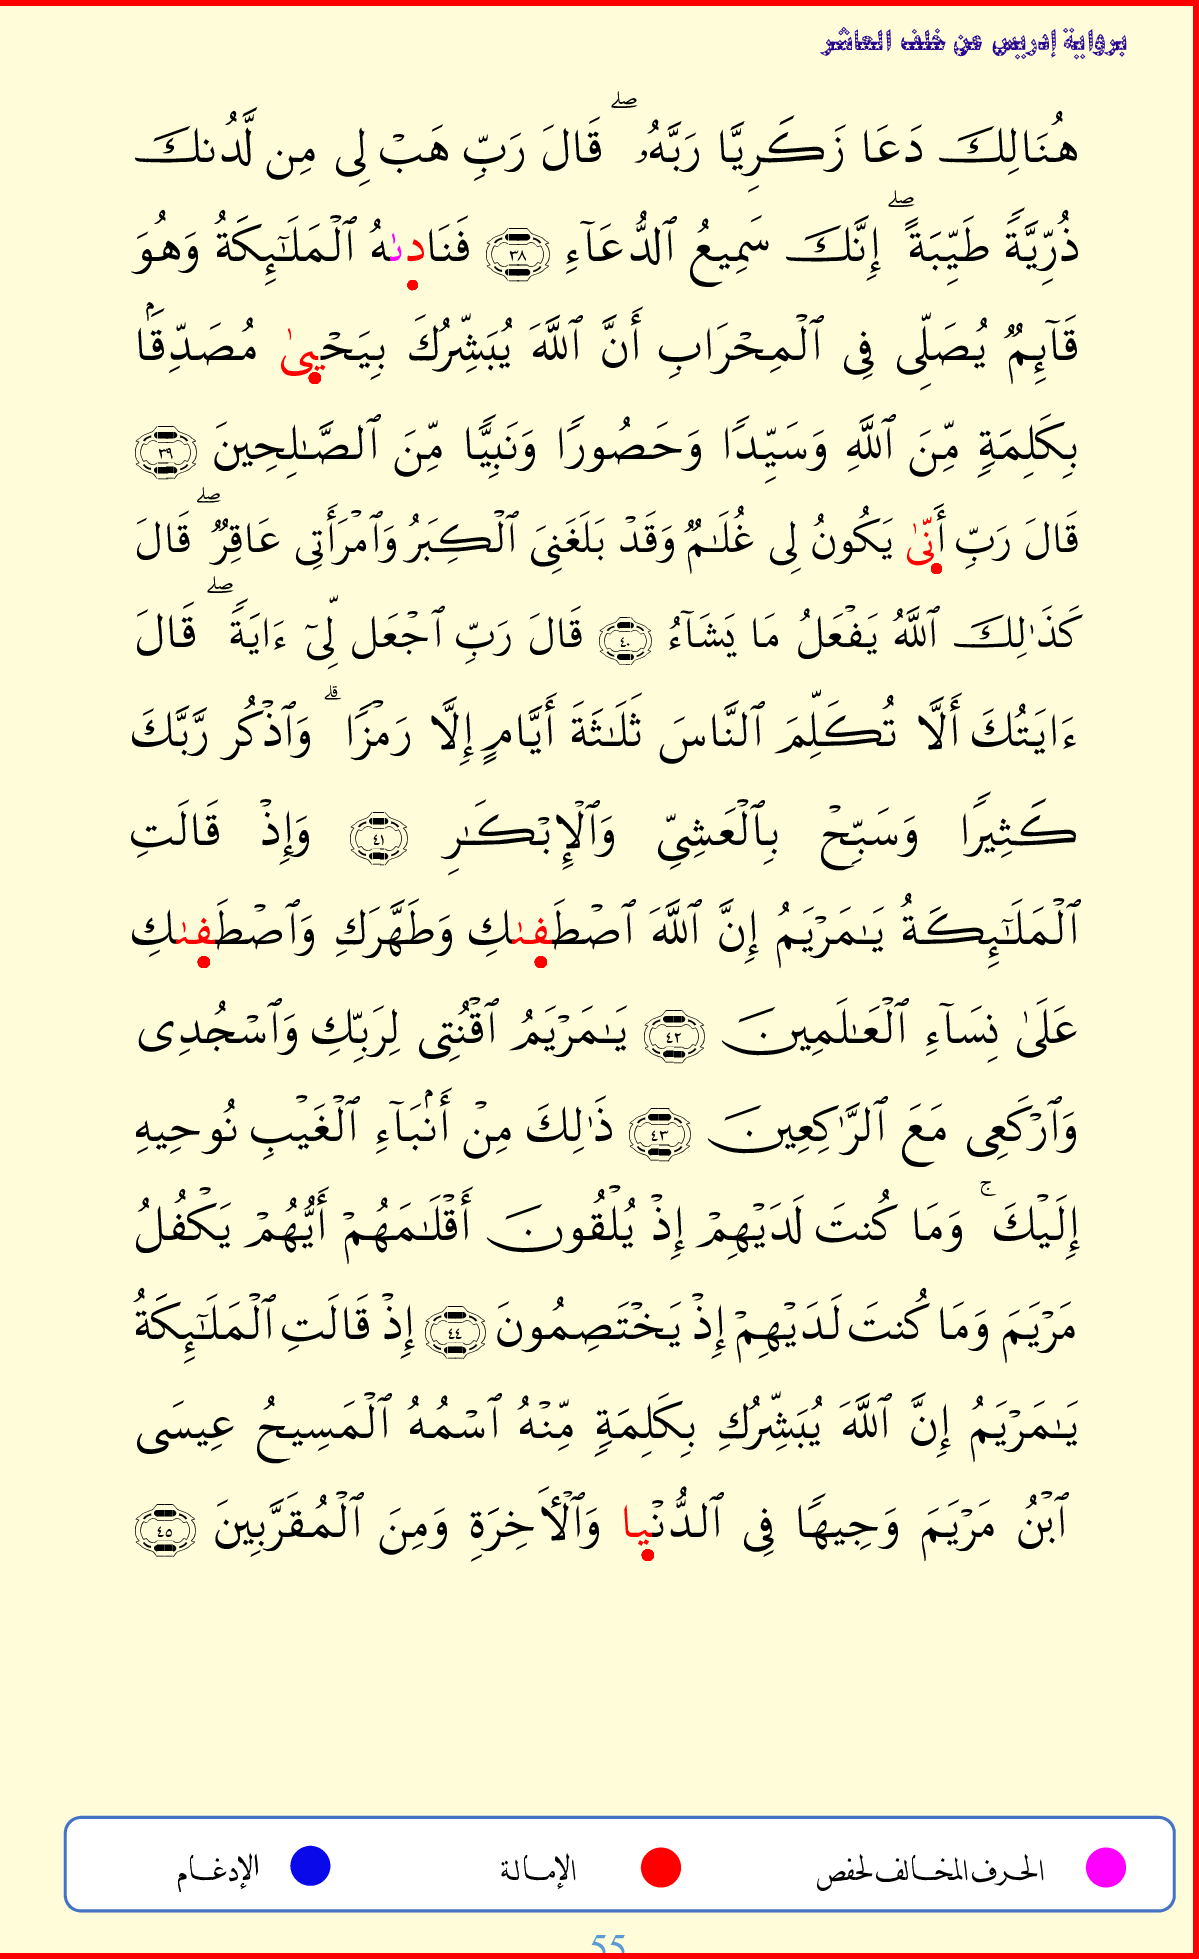 برواية إدريس عن خلف العاشر
هُنَالِكَ دَعَا زَكَرِيَّا رَبَّهُۥ ۖ قَالَ رَبِّ هَبْ لِى مِن لَّدُنكَ
ذُرِّيَّةً طَيِّبَةً ۖ إِنَّكَ سَمِيعُ ٱلدُّعَآءِ ٣٨ فَنَادىٰهُ ٱلْمَلَـٰٓئِكَةُ وَهُوَ
قَآئِمٌ يُصَلِّى فِى ٱلْمِحْرَابِ أَنَّ ٱللَّهَ يُبَشِّرُكَ بِيَحْيىٰ مُصَدِّقَۢا
بِكَلِمَةٍ مِّنَ ٱللَّهِ وَسَيِّدًا وَحَصُورًا وَنَبِيًّا مِّنَ ٱلصَّـٰلِحِينَ ٣٩
قَالَ رَبِّ أَنّىٰ يَكُونُ لِى غُلَـٰمٌ وَقَدْ بَلَغَنِىَ ٱلْكِبَرُ وَٱمْرَأَتِى عَاقِرٌ ۖ قَالَ
كَذَٰلِكَ ٱللَّهُ يَفْعَلُ مَا يَشَآءُ ٤٠ قَالَ رَبِّ ٱجْعَل لِّىٓ ءَايَةً ۖ قَالَ
ءَايَتُكَ أَلَّا تُكَلِّمَ ٱلنَّاسَ ثَلَـٰثَةَ أَيَّامٍ إِلَّا رَمْزًا ۗ وَٱذْكُر رَّبَّكَ
كَثِيرًا وَسَبِّحْ بِٱلْعَشِىِّ وَٱلْإِبْكَـٰرِ ٤١ وَإِذْ قَالَتِ
ٱلْمَلَـٰٓئِكَةُ يَـٰمَرْيَمُ إِنَّ ٱللَّهَ ٱصْطَفىٰكِ وَطَهَّرَكِ وَٱصْطَفىٰكِ
عَلَىٰ نِسَآءِ ٱلْعَـٰلَمِينَ ٤٢ يَـٰمَرْيَمُ ٱقْنُتِى لِرَبِّكِ وَٱسْجُدِى
وَٱرْكَعِى مَعَ ٱلرَّٰكِعِينَ ٤٣ ذَٰلِكَ مِنْ أَنۢبَآءِ ٱلْغَيْبِ نُوحِيهِ
إِلَيْكَ ۚ وَمَا كُنتَ لَدَيْهِمْ إِذْ يُلْقُونَ أَقْلَـٰمَهُمْ أَيُّهُمْ يَكْفُلُ
مَرْيَمَ وَمَا كُنتَ لَدَيْهِمْ إِذْ يَخْتَصِمُونَ ٤٤ إِذْ قَالَتِ ٱلْمَلَـٰٓئِكَةُ
يَـٰمَرْيَمُ إِنَّ ٱللَّهَ يُبَشِّرُكِ بِكَلِمَةٍ مِّنْهُ ٱسْمُهُ ٱلْمَسِيحُ عِيسَى
ٱبْنُ مَرْيَمَ وَجِيهًا فِى ٱلدُّنْيا وَٱلْأَخِرَةِ وَمِنَ ٱلْمُقَرَّبِينَ ٤٥
الحرف المخالف لحفص الإمالة الإدغام
55